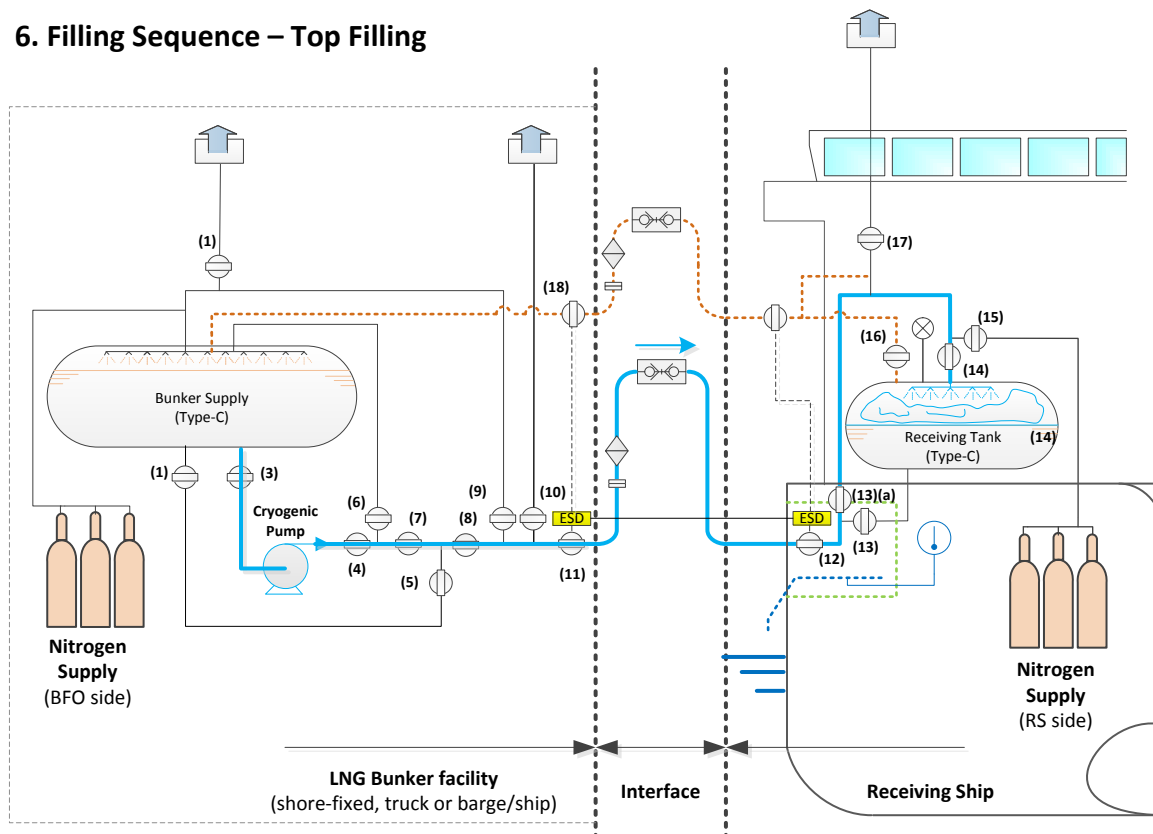 6. Filling Sequence – Top Filling
(1)
(17)
(18)
(15)
(16)
(14)
Bunker Supply
(Type-C)
Receiving Tank
(Type-C)
(14)
(1)
(3)
(6)
(9)
(10)
(13)(a)
Cryogenic
Pump
(7)
(8)
ESD
ESD
(13)
(4)
(11)
(12)
(5)
Nitrogen
Supply
(BFO side)
Nitrogen
Supply
(RS side)
LNG Bunker facility
(shore-fixed, truck or barge/ship)
Interface
Receiving Ship